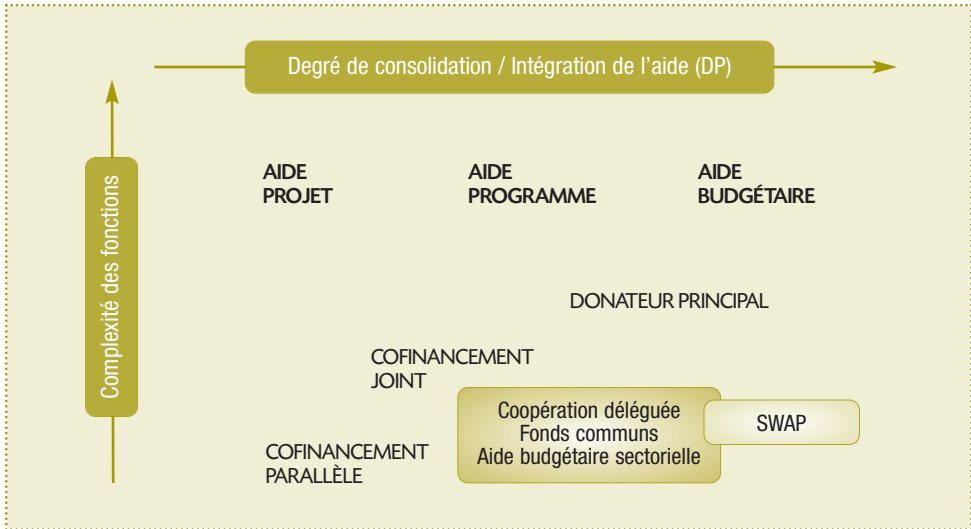 Degré de consolidation / Intégration de l'aide (DP)
Complexité des fonctions
AIDE
PROJET
AIDE
PROGRAMME
AIDE
BUDGÉTAIRE
DONATEUR PRINCIPAL
COFINANCEMENT
JOINT
Coopération déléguée
Fonds communs
Aide budgétaire sectorielle
SWAP
COFINANCEMENT
PARALLÈLE